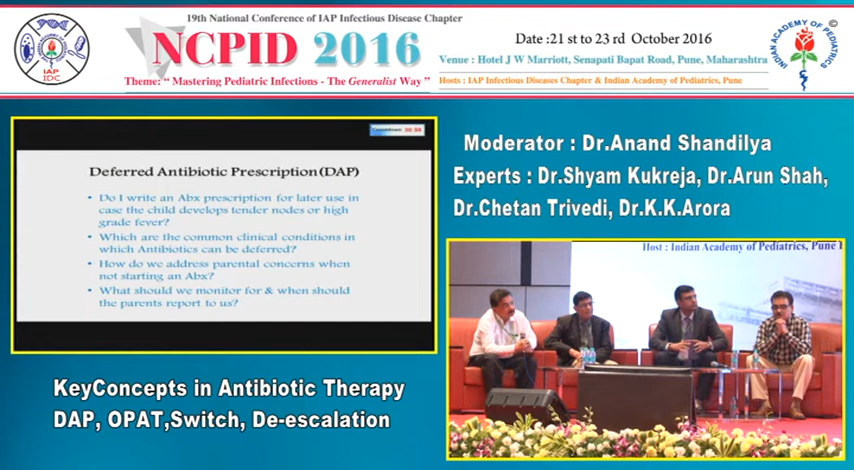 19th National Conference of IAP Infectious Disease Chapter
NCPID 2016
Theme: “ Mastering Pediatric Infections - The Generalist Way ”
IAP
IDC
Date :21 st to 23 rd October 2016
Venue : Hotel J W Marriott, Senapati Bapat Road, Pune, Maharashtra
Hosts : IAP Infectious Diseases Chapter & Indian Academy of Pediatrics, Pune
INDIAN ACADEMY OF PEDIATRICS
©
Countdown
Deferred Antibiotic Prescription (DAP)
• Do I write an Abx prescription for later use in
case the child develops tender nodes or high
grade fever?
• Which are the common clinical conditions in
which Antibiotics can be deferred?
• How do we address parental concerns when
not starting an Abx?
• What should we monitor for & when should
the parents report to us?
Moderator : Dr.Anand Shandilya
Experts : Dr.Shyam Kukreja, Dr.Arun Shah,
Dr.Chetan Trivedi, Dr.K.K.Arora
Host : Indian Academy of Pediatrics, Pune
KeyConcepts in Antibiotic Therapy
DAP, OPAT,Switch, De-escalation